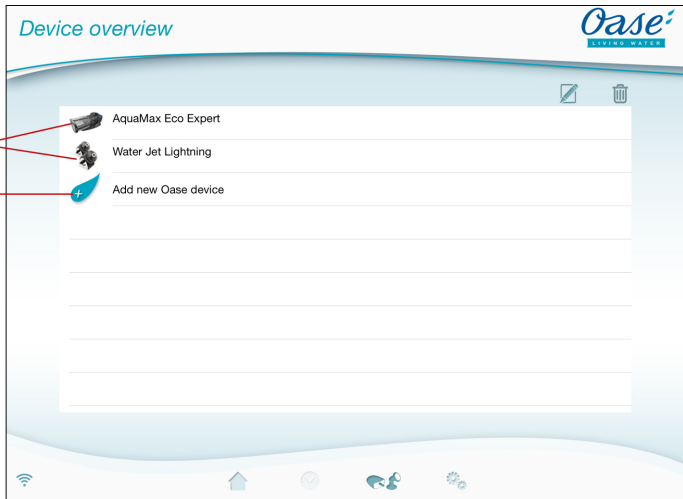 Device overview
Oase
LIVING WATER
AquaMax Eco Expert
Water Jet Lightning
Add new Oase device